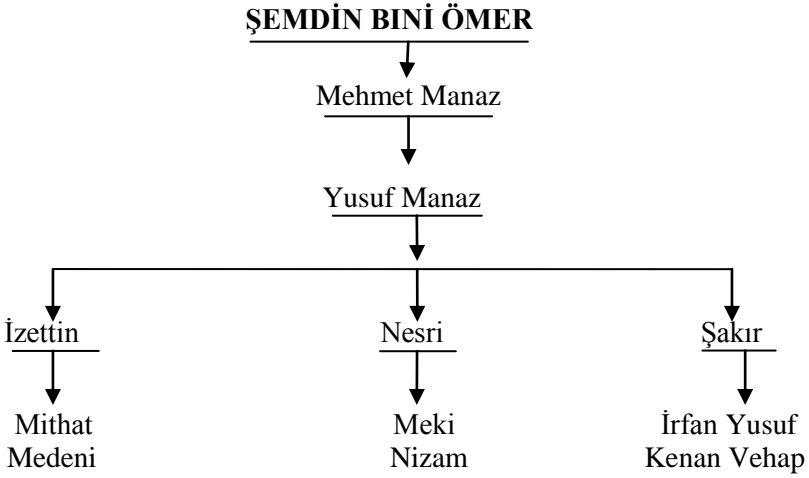 ŞEMDİN BINİ ÖMER
Mehmet Manaz
Yusuf Manaz
İzettin Nesri Şakır
Mithat Meki İrfan Yusuf
Medeni Nizam Kenan Vehap